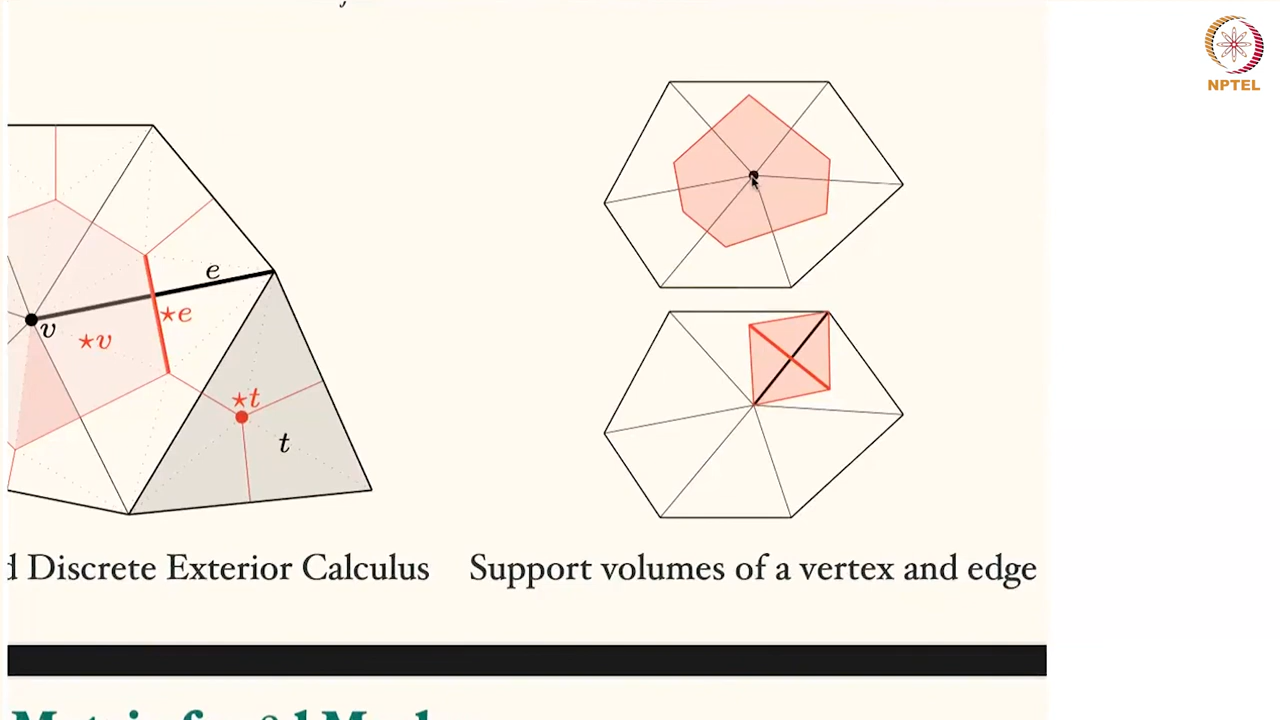 NPTEL
e
v
⋆e
⋆v
⋆t
t
Discrete Exterior Calculus
Support volumes of a vertex and edge